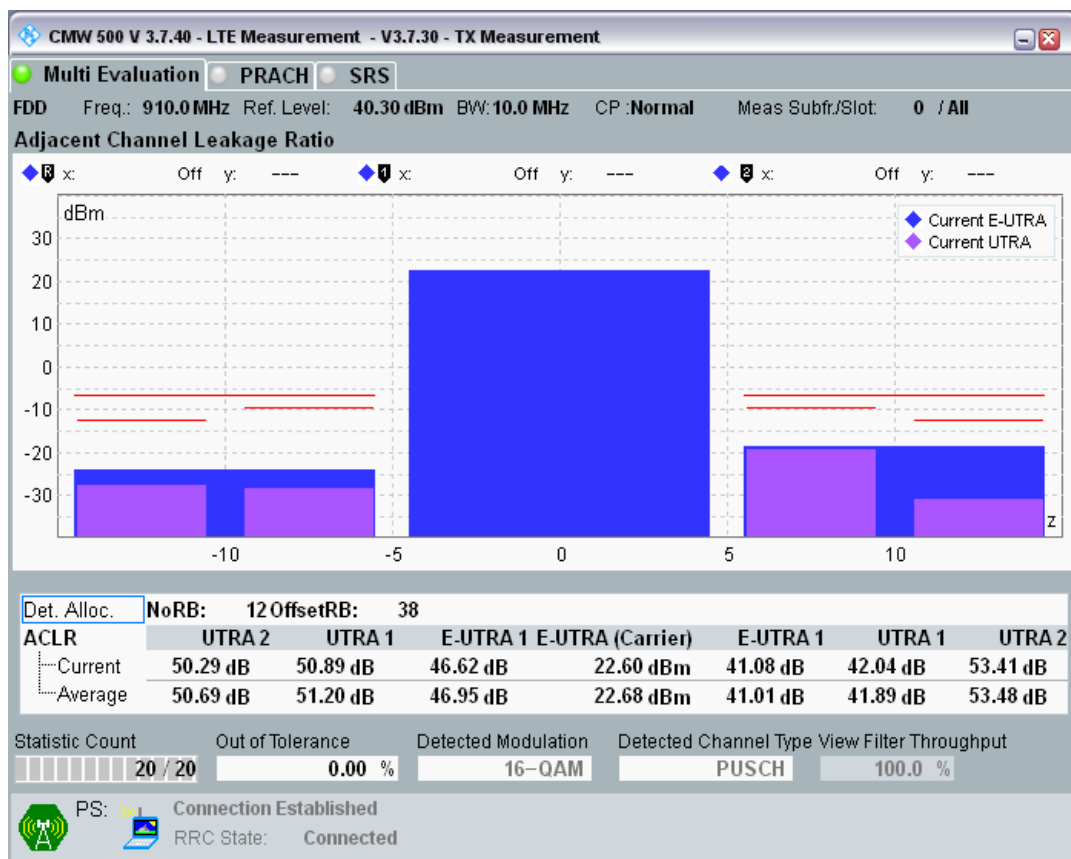 CMW 500 V 3.7.40 - LTE Measurement - V3.7.30 - TX Measurement
Multi Evaluation PRACH SRS
FDD Freq.: 910.0 MHz Ref. Level: 40.30 dBm BW: 10.0 MHz CP :Normal Meas Subfr./Slot: 0 / All
Adjacent Channel Leakage Ratio
R x: Off y: --- 1 x: Off y: --- 2 x: Off y: ---
dBm
Current E-UTRA
Current UTRA
30
20
10
0
-10
-20
-30
z
-10 -5 0 5 10
Det. Alloc. NoRB: 12 OffsetRB: 38
ACLR UTRA 2 UTRA 1 E-UTRA 1 E-UTRA (Carrier) E-UTRA 1 UTRA 1 UTRA 2
Current 50.29 dB 50.89 dB 46.62 dB 22.60 dBm 41.08 dB 42.04 dB 53.41 dB
Average 50.69 dB 51.20 dB 46.95 dB 22.68 dBm 41.01 dB 41.89 dB 53.48 dB
Statistic Count Out of Tolerance Detected Modulation Detected Channel Type View Filter Throughput
20 / 20 0.00 % 16-QAM PUSCH 100.0 %
PS: Connection Established
RRC State: Connected